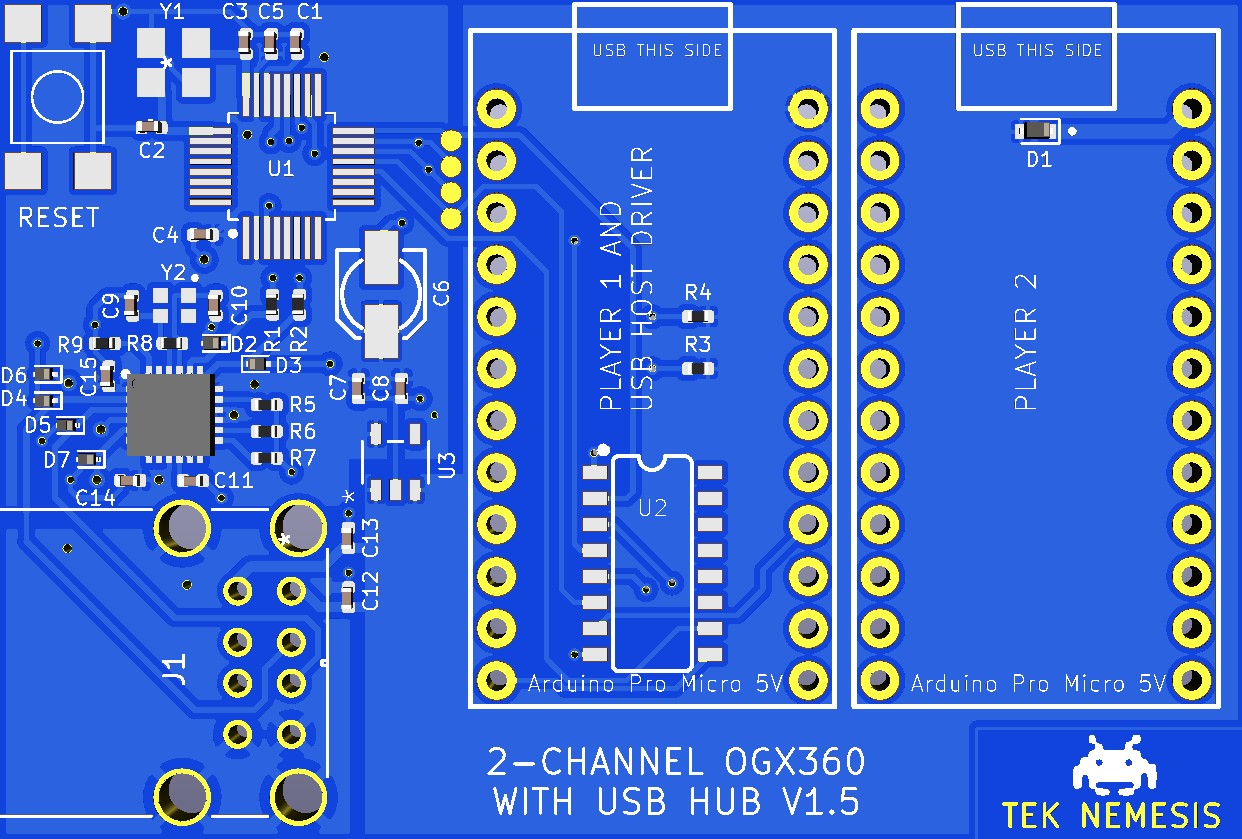 Y1
C3 C5 C1
USB THIS SIDE
USB THIS SIDE
C2
U1
D1
RESET
C4
Y2
C9
C10
C6
R1
R2
R4
R9
R8
D2
R3
D3
C15
D6
D4
C7
C8
R5
D5
R6
D7
R7
U3
C14
C11
PLAYER 1 AND
USB HOST DRIVER
PLAYER 2
U2
*
*
*
C13
C12
J1
Arduino Pro Micro 5V
Arduino Pro Micro 5V
2-CHANNEL OGX360
WITH USB HUB V1.5
TEK NEMESIS